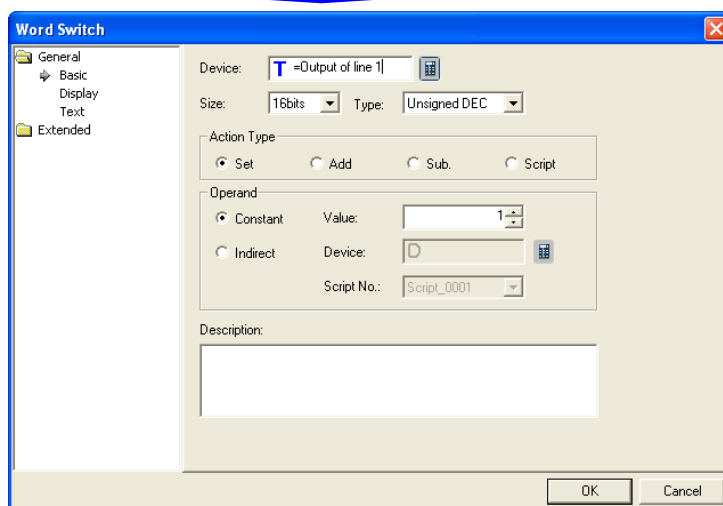 Word Switch
General
Basic
Display
Text
Extended
Device: T =Output of line 1
Size: 16bits Type: Unsigned DEC
Action Type
Set Add Sub. Script
Operand
Constant Value: 1
Indirect Device: D
Script No.: Script_0001
Description:
OK Cancel